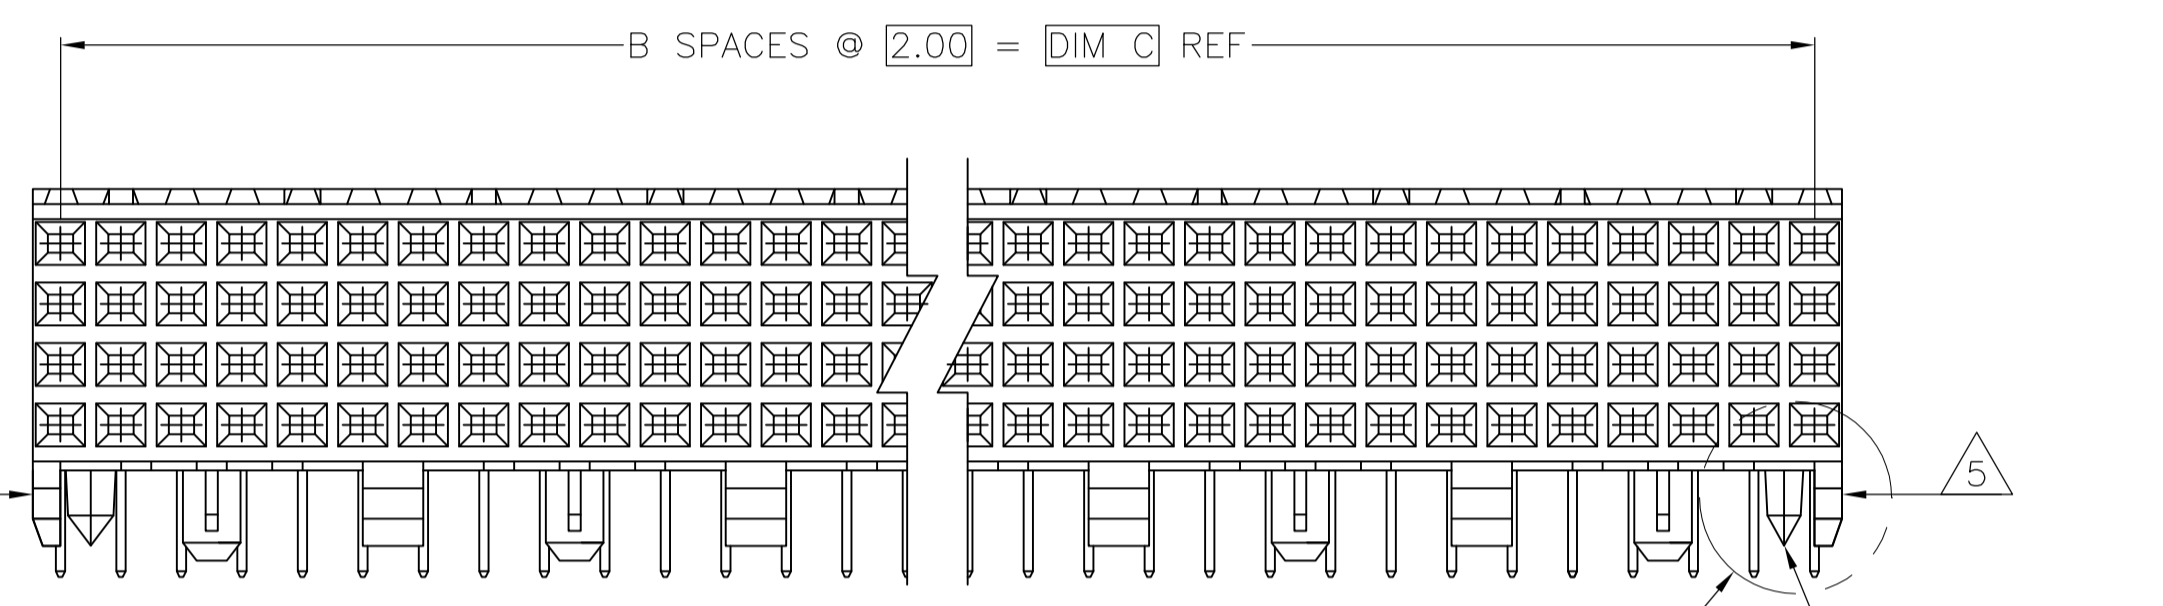 B SPACES @ 2.00 = DIM C REF
5